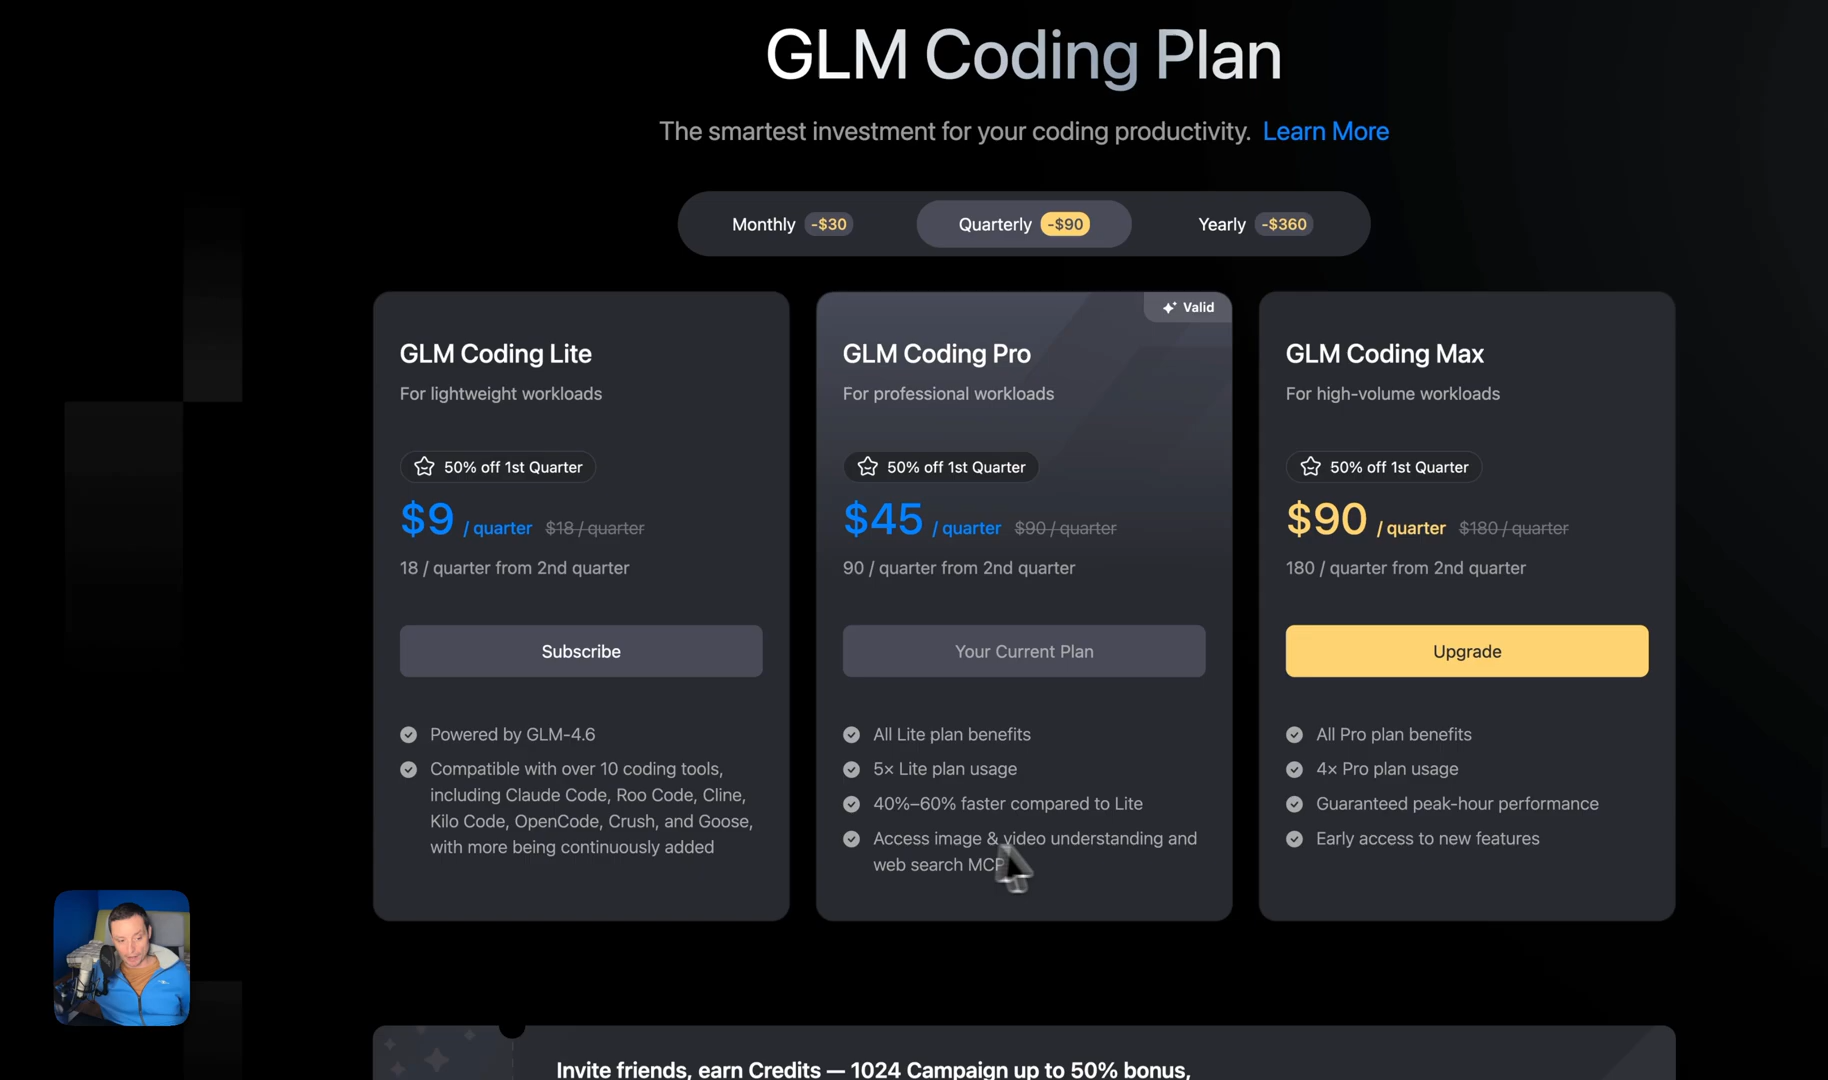 GLM Coding Plan
The smartest investment for your coding productivity. Learn More
Monthly -$30
Quarterly -$90
Yearly -$360
GLM Coding Lite
For lightweight workloads
50% off 1st Quarter
$9 / quarter $18 / quarter
18 / quarter from 2nd quarter
Subscribe
Powered by GLM-4.6
Compatible with over 10 coding tools,
including Claude Code, Roo Code, Cline,
Kilo Code, OpenCode, Crush, and Goose,
with more being continuously added
Valid
GLM Coding Pro
For professional workloads
50% off 1st Quarter
$45 / quarter $90 / quarter
90 / quarter from 2nd quarter
Your Current Plan
All Lite plan benefits
5× Lite plan usage
40%–60% faster compared to Lite
Access image & video understanding and
web search MCP
GLM Coding Max
For high-volume workloads
50% off 1st Quarter
$90 / quarter $180 / quarter
180 / quarter from 2nd quarter
Upgrade
All Pro plan benefits
4× Pro plan usage
Guaranteed peak-hour performance
Early access to new features
Invite friends, earn Credits — 1024 Campaign up to 50% bonus,